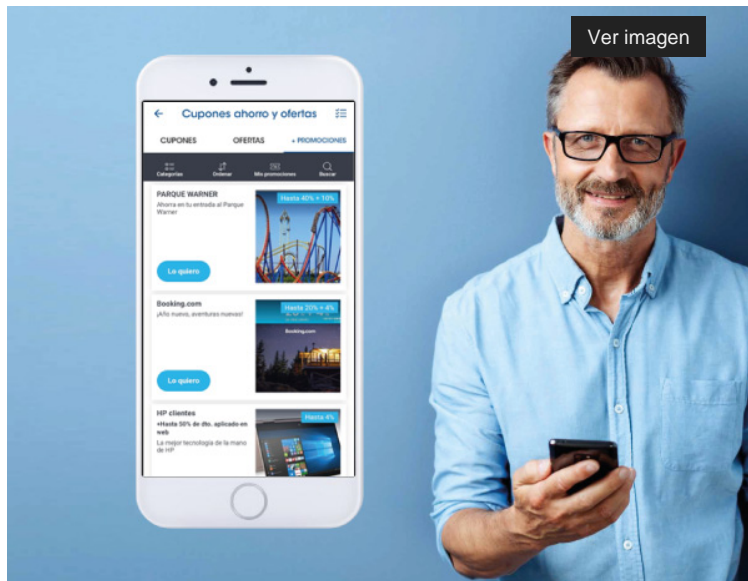 Ver imagen
Cupones ahorro y ofertas
CUPONES OFERTAS + PROMOCIONES
Categorías Ordenar Mis promociones Buscar
PARQUE WARNER
Ahorra en tu entrada al Parque
Warner
Hasta 40% + 10%
Lo quiero
Booking.com
¡Año nuevo, aventuras nuevas!
Hasta 20% + 4%
Booking.com
Lo quiero
HP clientes
+Hasta 50% de dto. aplicado en
web
La mejor tecnología de la mano
de HP
Hasta 4%